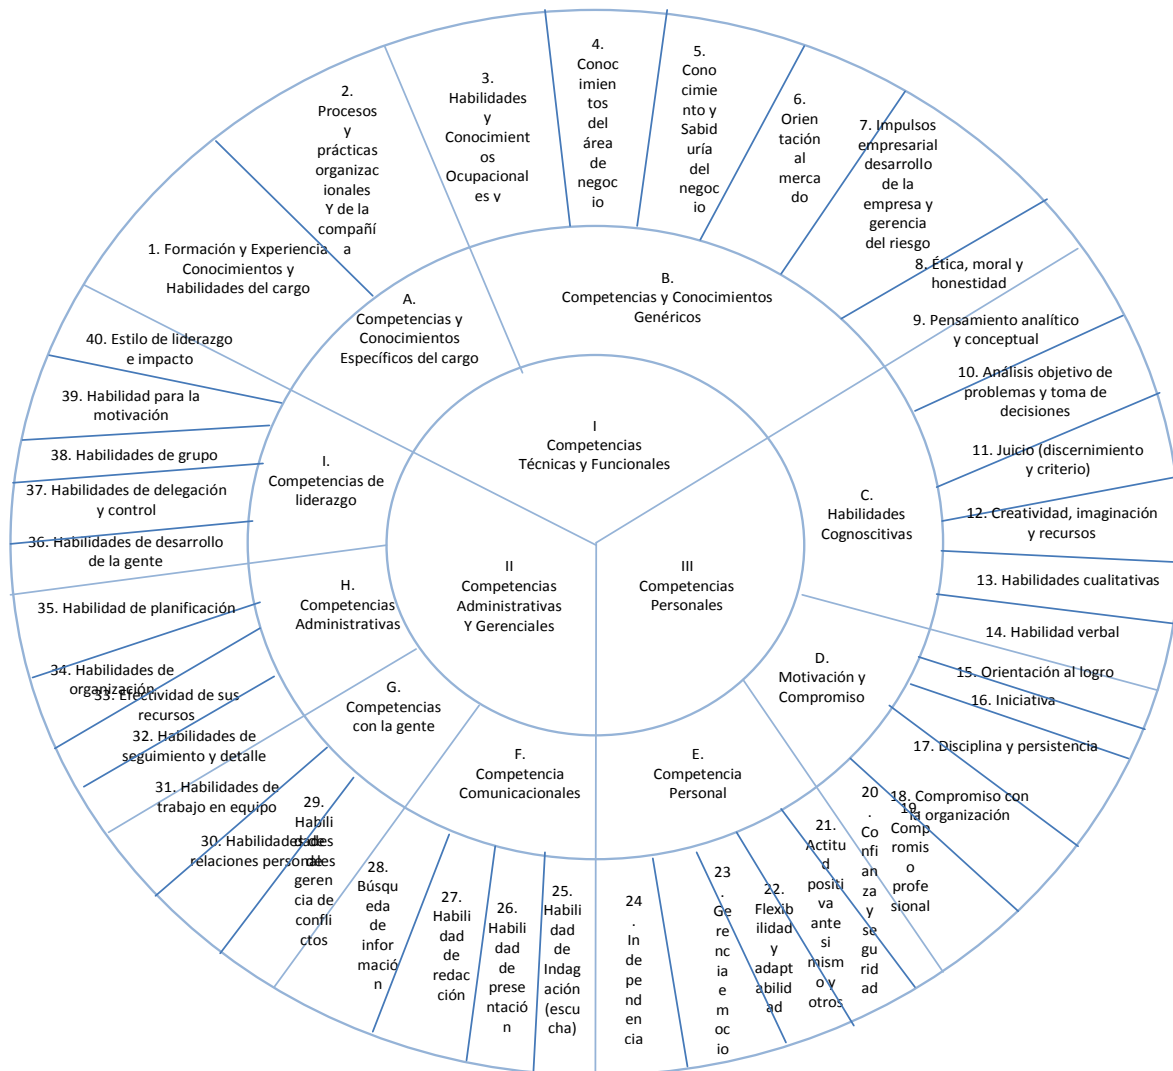 I
Competencias
Técnicas y Funcionales
II
Competencias
Administrativas
Y Gerenciales
III
Competencias
Personales
A.
Competencias y
Conocimientos
Específicos del cargo
B.
Competencias y Conocimientos
Genéricos
C.
Habilidades
Cognoscitivas
D.
Motivación y
Compromiso
E.
Competencia
Personal
F.
Competencia
Comunicacionales
G.
Competencias
con la gente
H.
Competencias
Administrativas
I.
Competencias de
liderazgo
1. Formación y Experiencia
Conocimientos y
Habilidades del cargo
2.
Procesos
y
prácticas
organiza
cionales
Y de la
compañí
a
3.
Habilidades
y
Conocimient
os
Ocupacional
es y
4.
Conoc
imien
tos
del
área
de
negoc
io
5.
Cono
cimie
nto y
Sabid
uría
del
negoc
io
6.
Orien
tación
al
merca
do
7. Impulsos
empresarial
desarrollo
de la
empresa y
gerencia
del riesgo
8. Ética, moral y
honestidad
9. Pensamiento analítico
y conceptual
10. Análisis objetivo de
problemas y toma de
decisiones
11. Juicio (discernimiento
y criterio)
12. Creatividad, imaginación
y recursos
13. Habilidades cualitativas
14. Habilidad verbal
15. Orientación al logro
16. Iniciativa
17. Disciplina y persistencia
18. Compromiso con
la organización
19.
Comp
romis
o
profe
sional
20
.
C
onfi
an
za
y
se
gu
rid
ad
21.
Actitu
d
positi
va
ante
si
mism
o y
otros
22.
Flexib
ilidad
y
adapt
abilid
ad
23
.
Ge
re
nci
a e
mo
cio
24
.
In
de
pe
nd
en
cia
25.
Habili
dad
de
Indag
ación
(escu
cha)
26.
Habili
dad
de
prese
ntació
n
27.
Habili
dad
de
redac
ción
28.
Búsqu
eda
de
infor
mació
n
29.
Habili
dades
de
geren
cia de
confli
ctos
30. Habilidades de
relaciones personales
31. Habilidades de
trabajo en equipo
32. Habilidades de
seguimiento y detalle
33. Efectividad de sus
recursos
34. Habilidades de
organización
35. Habilidad de planificación
36. Habilidades de desarrollo
de la gente
37. Habilidades de delegación
y control
38. Habilidades de grupo
39. Habilidad para la
motivación
40. Estilo de liderazgo
e impacto